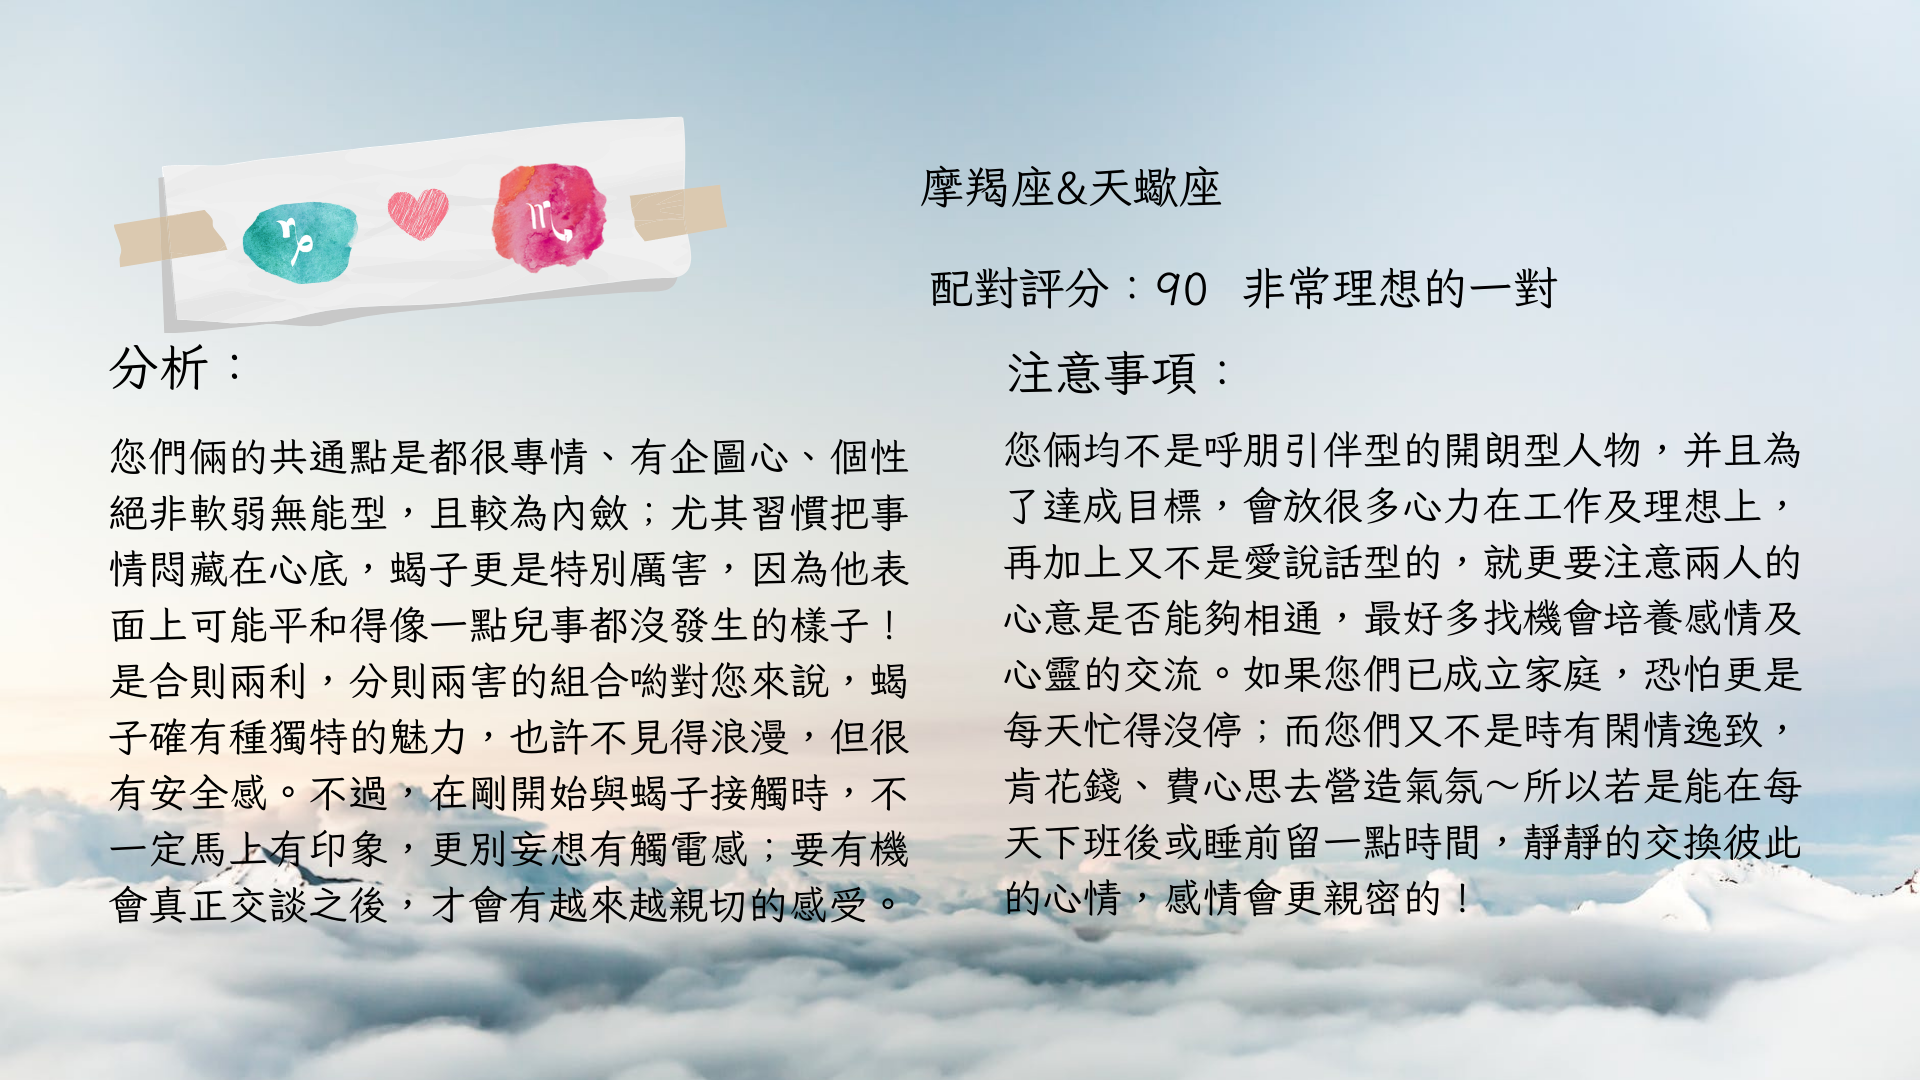 摩羯座&天蠍座
配對評分：90 非常理想的一對
分析：
您們倆的共通點是都很專情、有企圖心、個性
絕非軟弱無能型，且較為內斂；尤其習慣把事
情悶藏在心底，蝎子更是特別厲害，因為他表
面上可能平和得像一點兒事都沒發生的樣子！
是合則兩利，分則兩害的組合喲對您來說，蝎
子確有種獨特的魅力，也許不見得浪漫，但很
有安全感。不過，在剛開始與蝎子接觸時，不
一定馬上有印象，更別妄想有觸電感；要有機
會真正交談之後，才會有越來越親切的感受。
注意事項：
您倆均不是呼朋引伴型的開朗型人物，并且為
了達成目標，會放很多心力在工作及理想上，
再加上又不是愛說話型的，就更要注意兩人的
心意是否能夠相通，最好多找機會培養感情及
心靈的交流。如果您們已成立家庭，恐怕更是
每天忙得沒停；而您們又不是時有閑情逸致，
肯花錢、費心思去營造氣氛～所以若是能在每
天下班後或睡前留一點時間，靜靜的交換彼此
的心情，感情會更親密的！